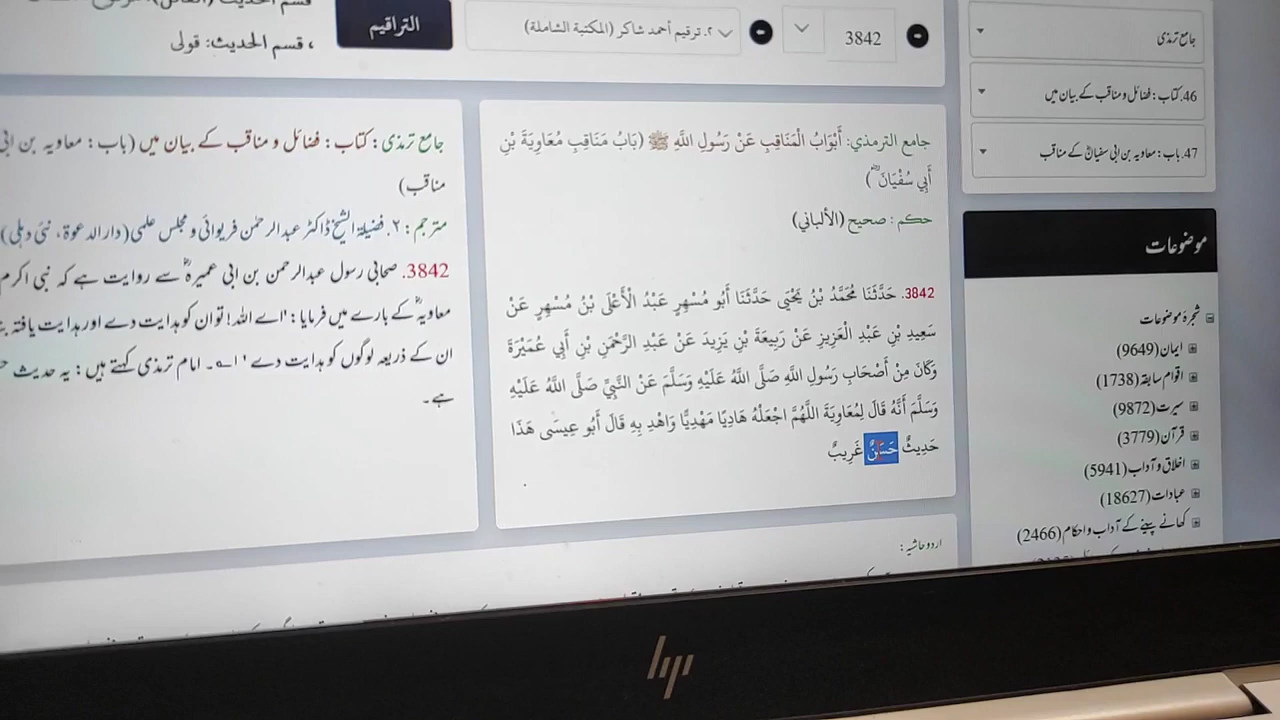 جامع ترمذی
46. کتاب: فضائل و مناقب کے بیان میں
47. باب: معاویہ بن ابی سفیانؓ کے مناقب
3842
٢. ترقيم أحمد شاكر (المكتبة الشاملة)
التراقيم
، قسم الحديث: قولی
موضوعات
شجرۂ موضوعات
ایمان(9649)
اقوام سابقہ(1738)
سیرت(9872)
قرآن(3779)
اخلاق و آداب(5941)
عبادات(18627)
کھانے پینے کے آداب و احکام(2466)
جامع الترمذي: أَبْوَابُ الْمَنَاقِبِ عَنْ رَسُولِ اللَّهِ ﷺ (بَابُ مَنَاقِبِ مُعَاوِيَةَ بْنِ
أَبِي سُفْيَانَ ؓ)
حکم : صحيح (الألباني)
3842. حَدَّثَنَا مُحَمَّدُ بْنُ يَحْيَى حَدَّثَنَا أَبُو مُسْهِرٍ عَبْدُ الْأَعْلَى بْنُ مُسْهِرٍ عَنْ
سَعِيدِ بْنِ عَبْدِ الْعَزِيزِ عَنْ رَبِيعَةَ بْنِ يَزِيدَ عَنْ عَبْدِ الرَّحْمَنِ بْنِ أَبِي عُمَيْرَةَ
وَكَانَ مِنْ أَصْحَابِ رَسُولِ اللَّهِ صَلَّى اللَّهُ عَلَيْهِ وَسَلَّمَ عَنْ النَّبِيِّ صَلَّى اللَّهُ عَلَيْهِ
وَسَلَّمَ أَنَّهُ قَالَ لِمُعَاوِيَةَ اللَّهُمَّ اجْعَلْهُ هَادِيًا مَهْدِيًّا وَاهْدِ بِهِ قَالَ أَبُو عِيسَى هَذَا
حَدِيثٌ حَسَنٌ غَرِيبٌ
جامع ترمذی: کتاب: فضائل و مناقب کے بیان میں (باب: معاویہ بن ابی
مناقب)
مترجم: ٢. فضیلۃ الشیخ ڈاکٹر عبد الرحمٰن فریوائی و مجلس علمی(دار الدعوۃ، نئی دہلی)
3842. صحابی رسول عبدالرحمن بن ابی عمیرہ ؓ سے روایت ہے کہ نبی اکرم
معاویہ ؓ کے بارے میں فرمایا: 'اے اللہ! تو ان کو ہدایت دے اور ہدایت یافتہ
ان کے ذریعہ لوگوں کو ہدایت دے' ۱؎۔ امام ترمذی کہتے ہیں: یہ حدیث
ہے۔
اردو حاشیہ:
hp